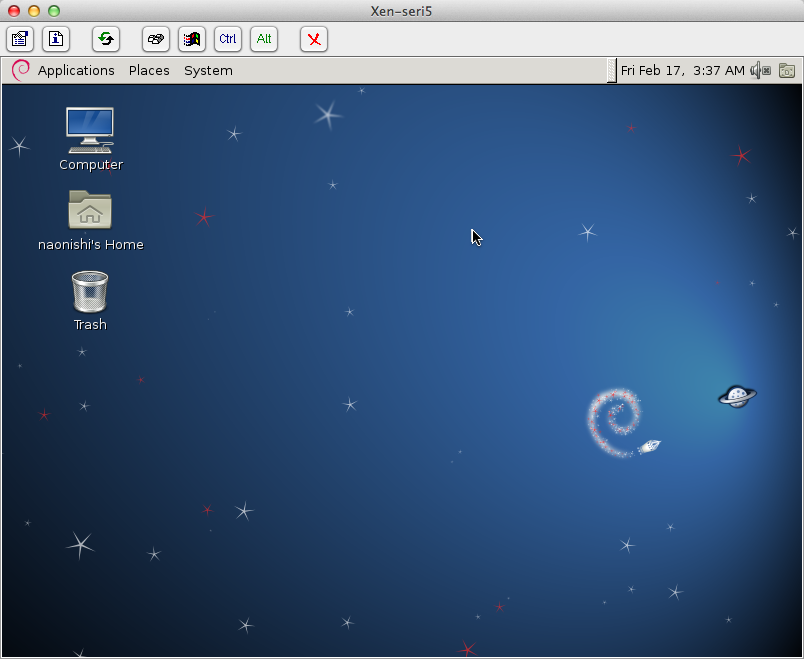 Xen-seri5
Ctrl Alt
Applications Places System Fri Feb 17, 3:37 AM
Computer
naonishi's Home
Trash